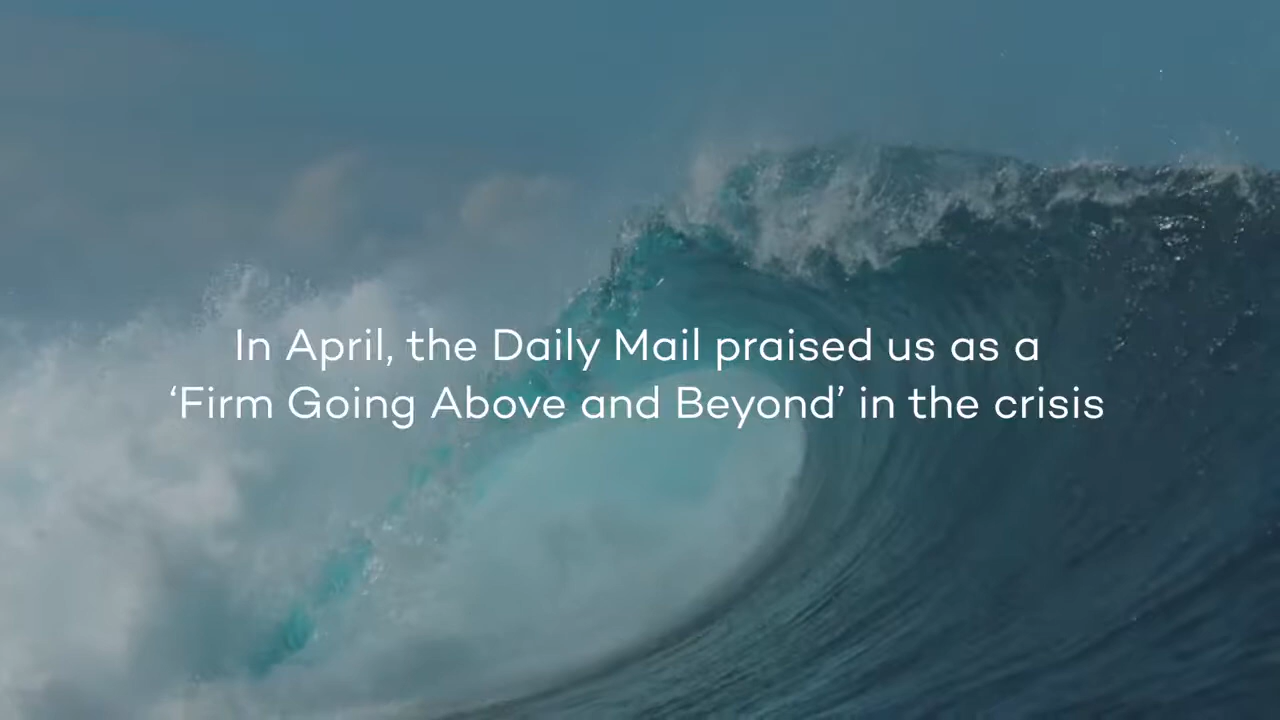 In April, the Daily Mail praised us as a
‘Firm Going Above and Beyond’ in the crisis